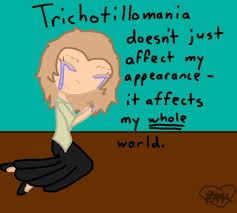 Trichotillomania
doesn't just
affect my
appearance -
it affects
my whole
world.